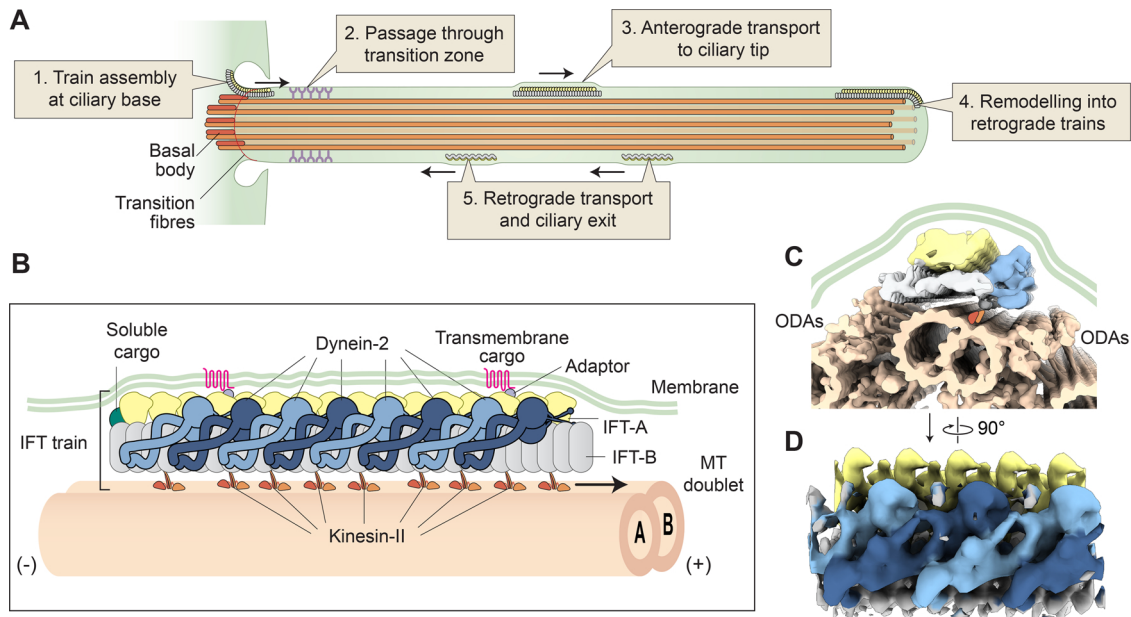 A
1. Train assembly
at ciliary base
2. Passage through
transition zone
3. Anterograde transport
to ciliary tip
4. Remodelling into
retrograde trains
Basal
body
Transition
fibres
5. Retrograde transport
and ciliary exit
B
Soluble
cargo
Dynein-2
Transmembrane
cargo
Adaptor
Membrane
IFT train
IFT-A
IFT-B
MT
doublet
Kinesin-II
A
B
(-)
(+)
C
ODAs
ODAs
90°
D